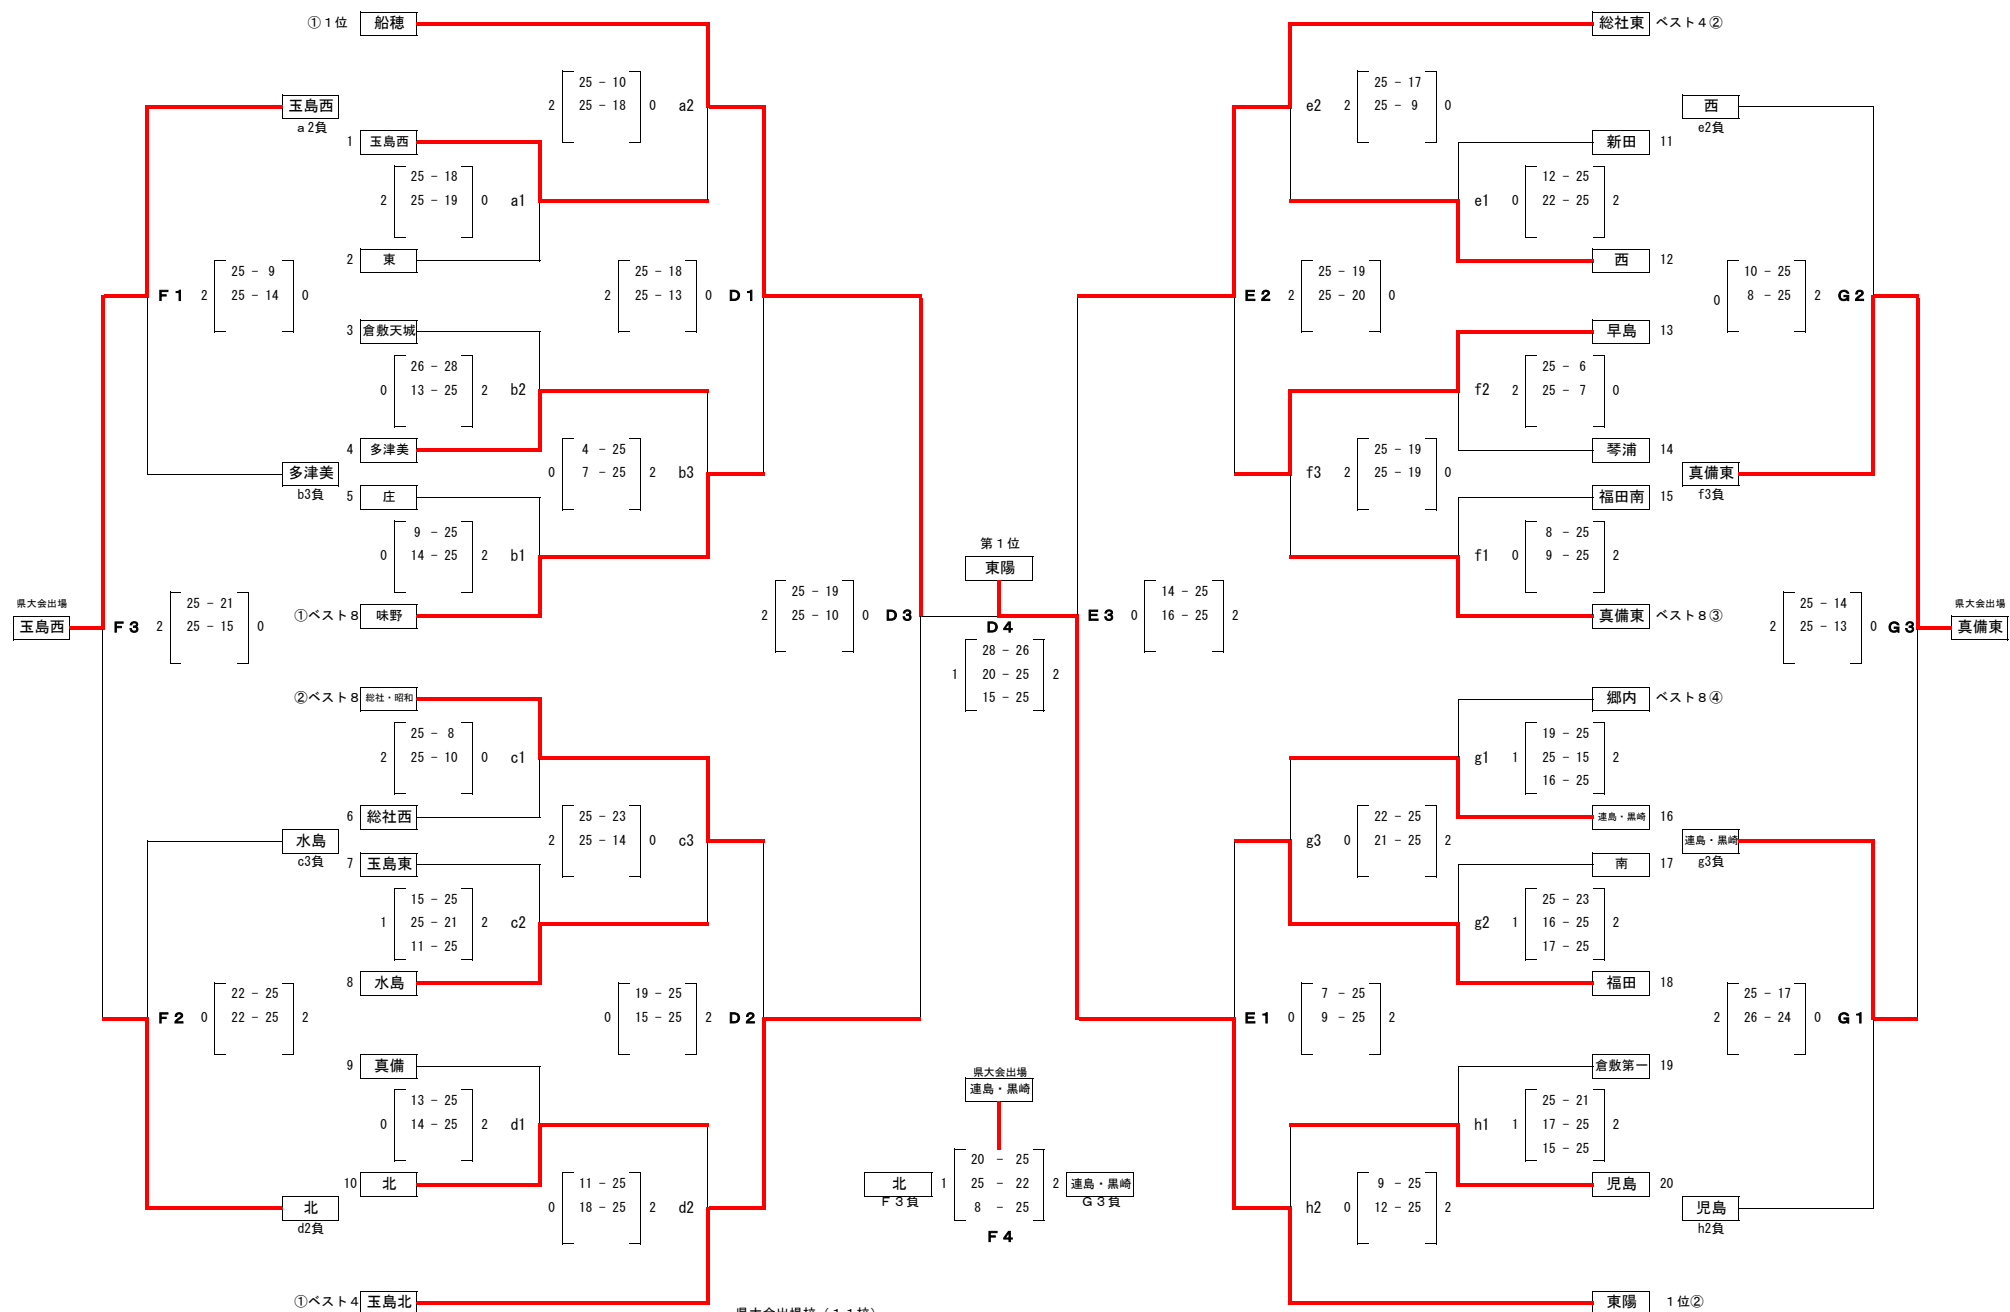 ①１位 船穂
総社東 ベスト４②
25 - 10
2 25 - 18 0 a2
e2 2 25 - 17
25 - 9 0
玉島西
a2負
西
e2負
1 玉島西
新田 11
25 - 18
2 25 - 19 0 a1
12 - 25
e1 0 22 - 25 2
2 東
西 12
25 - 9
F1 2 25 - 14 0
25 - 18
2 25 - 13 0 D1
25 - 19
E2 2 25 - 20 0
10 - 25
0 8 - 25 2 G2
3 倉敷天城
早島 13
26 - 28
0 13 - 25 2 b2
25 - 6
f2 2 25 - 7 0
4 多津美
琴浦 14
4 - 25
0 7 - 25 2 b3
25 - 19
f3 2 25 - 19 0
多津美
b3負
真備東
f3負
5 庄
福田南 15
9 - 25
0 14 - 25 2 b1
8 - 25
f1 0 9 - 25 2
第１位
東陽
①ベスト８ 味野
真備東 ベスト８③
県大会出場
玉島西
25 - 21
F3 2 25 - 15 0
25 - 19
2 25 - 10 0 D3
D4
28 - 26
1 20 - 25 2
15 - 25
14 - 25
E3 0 16 - 25 2
25 - 14
2 25 - 13 0 G3
県大会出場
真備東
②ベスト８ 総社・昭和
郷内 ベスト８④
25 - 8
2 25 - 10 0 c1
19 - 25
g1 1 25 - 15 2
16 - 25
6 総社西
連島・黒崎 16
25 - 23
2 25 - 14 0 c3
22 - 25
g3 0 21 - 25 2
水島
c3負
連島・黒崎
g3負
7 玉島東
南 17
15 - 25
1 25 - 21 2 c2
11 - 25
25 - 23
g2 1 16 - 25 2
17 - 25
8 水島
福田 18
22 - 25
F2 0 22 - 25 2
19 - 25
0 15 - 25 2 D2
7 - 25
E1 0 9 - 25 2
25 - 17
2 26 - 24 0 G1
9 真備
倉敷第一 19
県大会出場
連島・黒崎
13 - 25
0 14 - 25 2 d1
25 - 21
h1 1 17 - 25 2
15 - 25
10 北
児島 20
北
F３負
20 - 25
1 25 - 22 2
8 - 25
連島・黒崎
G３負
F4
11 - 25
0 18 - 25 2 d2
9 - 25
h2 0 12 - 25 2
北
d2負
児島
h2負
①ベスト４ 玉島北
東陽 １位②
県大会出場校（１１校）